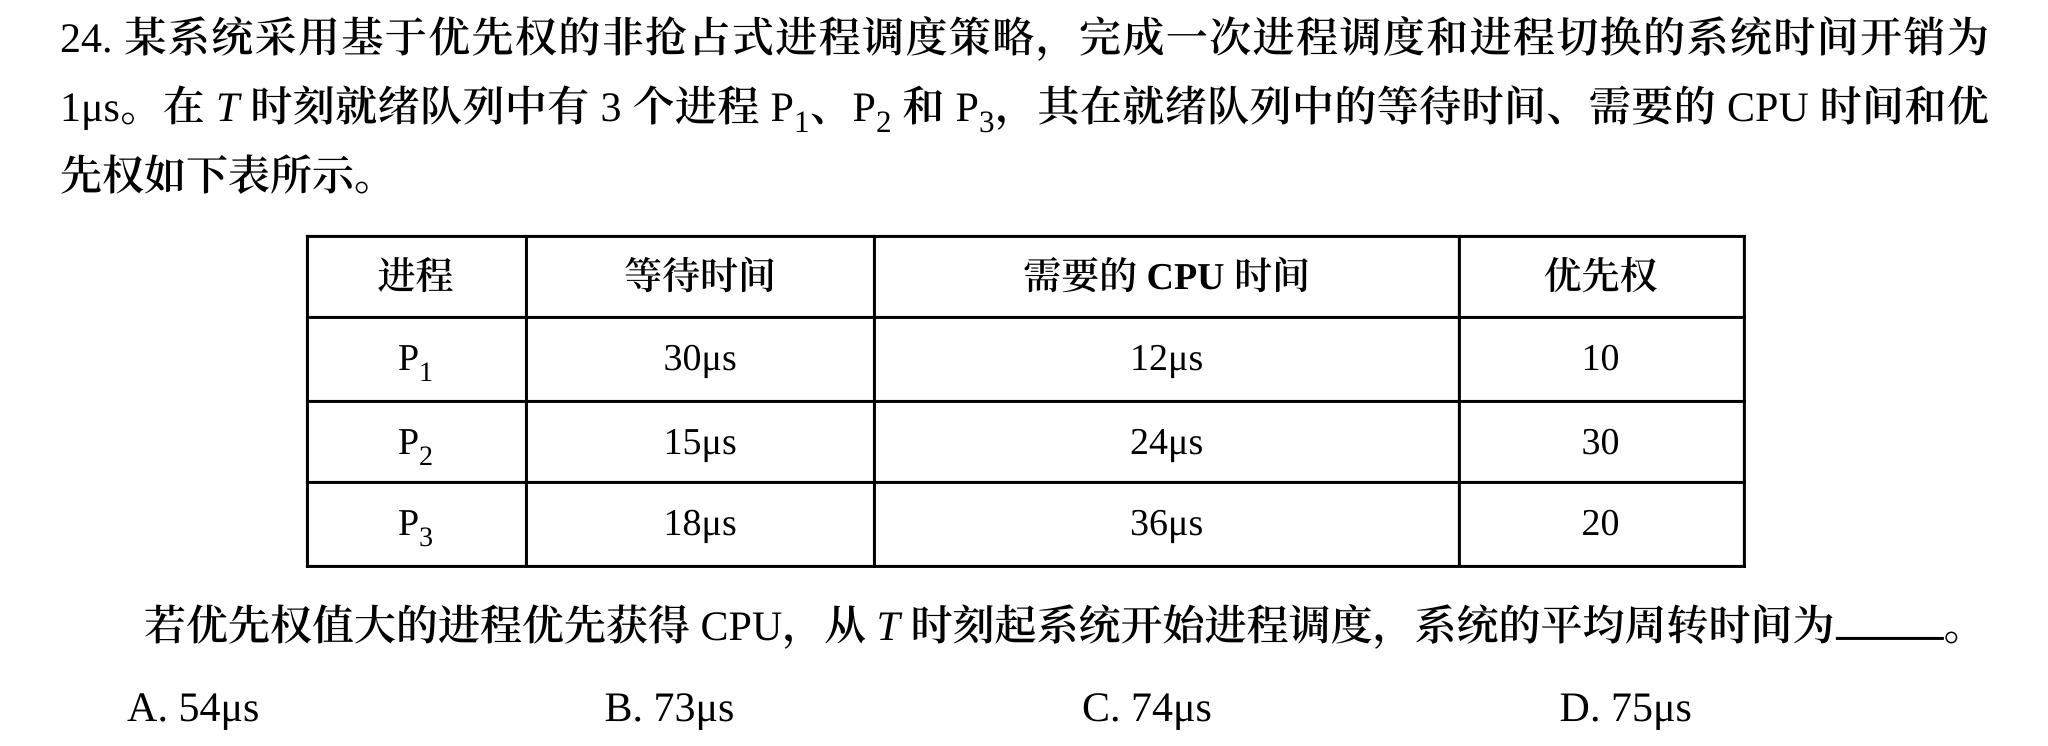 24. 某系统采用基于优先权的非抢占式进程调度策略，完成一次进程调度和进程切换的系统时间开销为
1μs。在 T 时刻就绪队列中有 3 个进程 P₁、P₂ 和 P₃，其在就绪队列中的等待时间、需要的 CPU 时间和优
先权如下表所示。
进程 等待时间 需要的 CPU 时间 优先权
P₁ 30μs 12μs 10
P₂ 15μs 24μs 30
P₃ 18μs 36μs 20
若优先权值大的进程优先获得 CPU，从 T 时刻起系统开始进程调度，系统的平均周转时间为_____。
A. 54μs B. 73μs C. 74μs D. 75μs